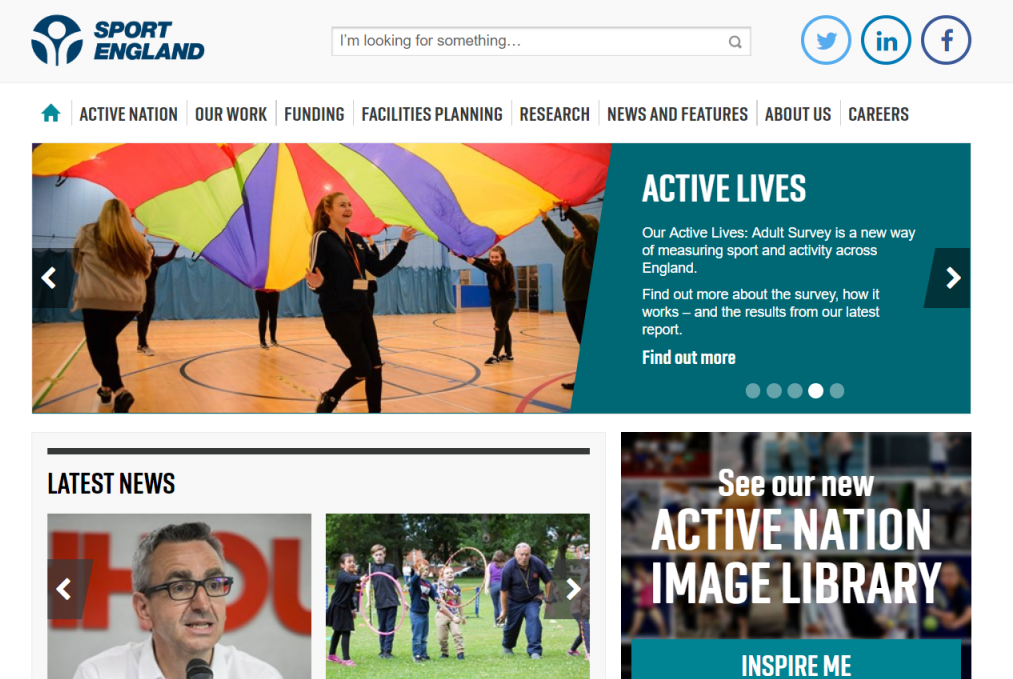 SPORT
ENGLAND
I'm looking for something…
ACTIVE NATION
OUR WORK
FUNDING
FACILITIES PLANNING
RESEARCH
NEWS AND FEATURES
ABOUT US
CAREERS
ACTIVE LIVES
Our Active Lives: Adult Survey is a new way
of measuring sport and activity across
England.
Find out more about the survey, how it
works – and the results from our latest
report.
Find out more
LATEST NEWS
See our new
ACTIVE NATION
IMAGE LIBRARY
INSPIRE ME